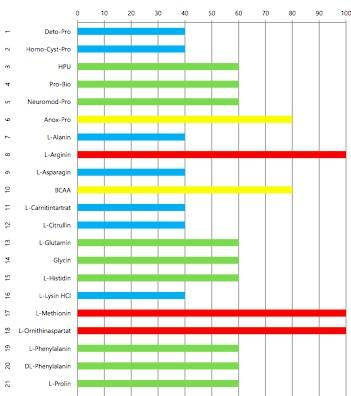 0 10 20 30 40 50 60 70 80 90 100
1 Deto-Pro
2 Homo-Cyst-Pro
3 HPU
4 Pro-Bio
5 Neuromod-Pro
6 Anox-Pro
7 L-Alanin
8 L-Arginin
9 L-Asparagin
10 BCAA
11 L-Carnitintartrat
12 L-Citrullin
13 L-Glutamin
14 Glycin
15 L-Histidin
16 L-Lysin HCl
17 L-Methionin
18 L-Ornithinaspartat
19 L-Phenylalanin
20 DL-Phenylalanin
21 L-Prolin